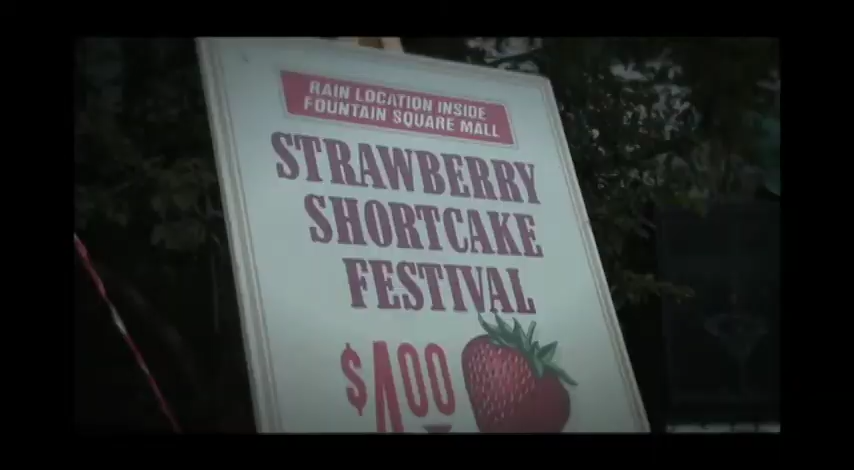 RAIN LOCATION INSIDE
FOUNTAIN SQUARE MALL
STRAWBERRY
SHORTCAKE
FESTIVAL